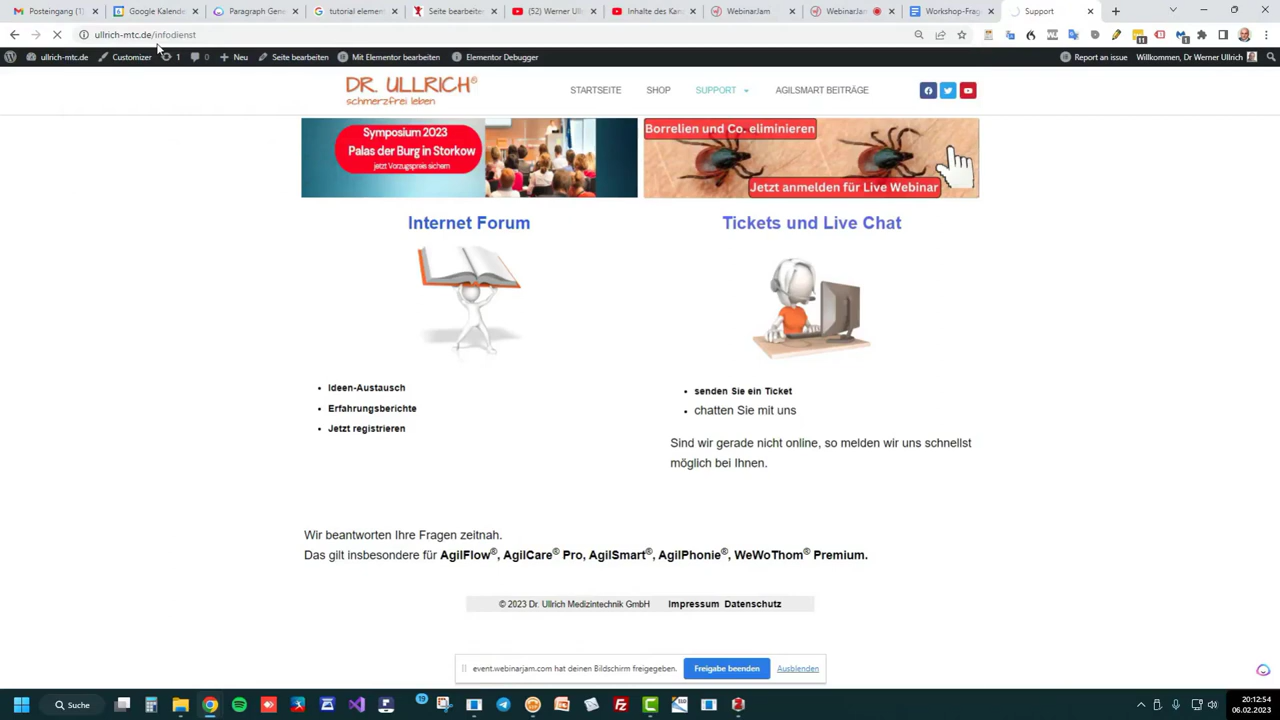 Posteingang (1)
Google Kalende
Paragraph Gene
tutorial element
Seite bearbeiten
(52) Werner Ull
Inhalte des Kan
WebinarJam
WebinarJam
Workshop-Frag
Support
ullrich-mtc.de/infodienst
ullrich-mtc.de
Customizer
1
0
Neu
Seite bearbeiten
Mit Elementor bearbeiten
Elementor Debugger
Report an issue
Willkommen, Dr Werner Ullrich
DR. ULLRICH®
schmerzfrei leben
STARTSEITE
SHOP
SUPPORT
AGILSMART BEITRÄGE
Symposium 2023
Palas der Burg in Storkow
jetzt Vorzugspreis sichern
Borrelien und Co. eliminieren
Jetzt anmelden für Live Webinar
Internet Forum
Ideen-Austausch
Erfahrungsberichte
Jetzt registrieren
Tickets und Live Chat
senden Sie ein Ticket
chatten Sie mit uns
Sind wir gerade nicht online, so melden wir uns schnellst
möglich bei Ihnen.
Wir beantworten Ihre Fragen zeitnah.
Das gilt insbesondere für AgilFlow®, AgilCare® Pro, AgilSmart®, AgilPhonie®, WeWoThom® Premium.
© 2023 Dr. Ullrich Medizintechnik GmbH Impressum Datenschutz
event.webinarjam.com hat deinen Bildschirm freigegeben.
Freigabe beenden
Ausblenden
Suche
20:12:54
06.02.2023